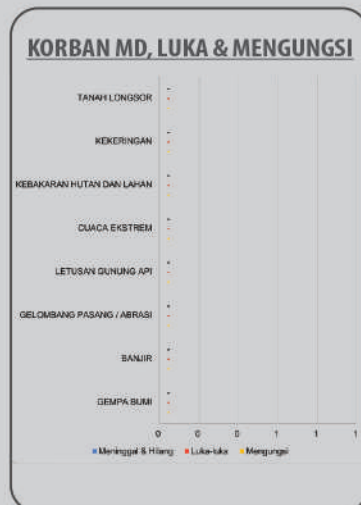 KORBAN MD, LUKA & MENGUNGSI
TANAH LONGSOR
KEKERINGAN
KEBAKARAN HUTAN DAN LAHAN
CUACA EKSTREM
LETUSAN GUNUNG API
GELOMBANG PASANG / ABRASI
BANJIR
GEMPA BUMI
0 0 0 1 1 1
Meninggal & Hilang Luka-luka Mengungsi